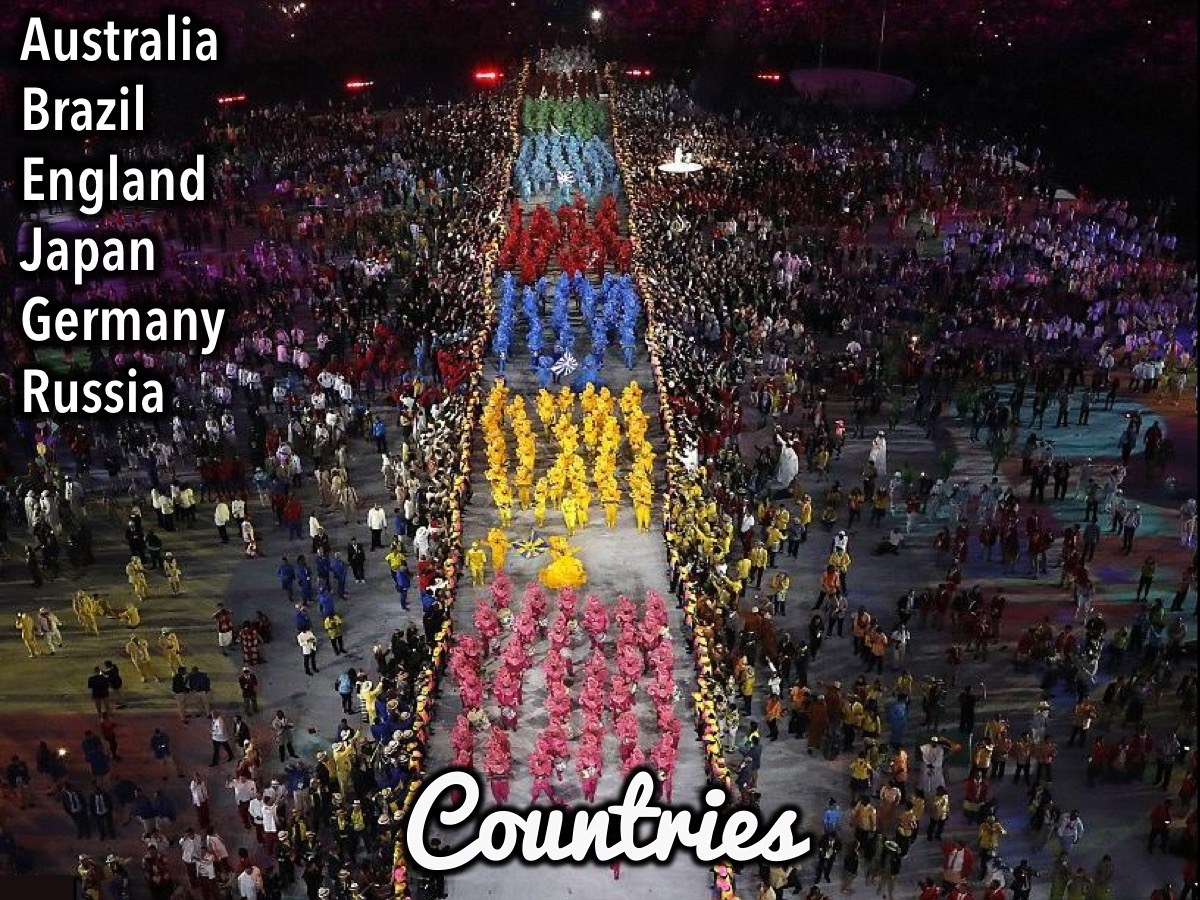 Australia
Brazil
England
Japan
Germany
Russia
Countries